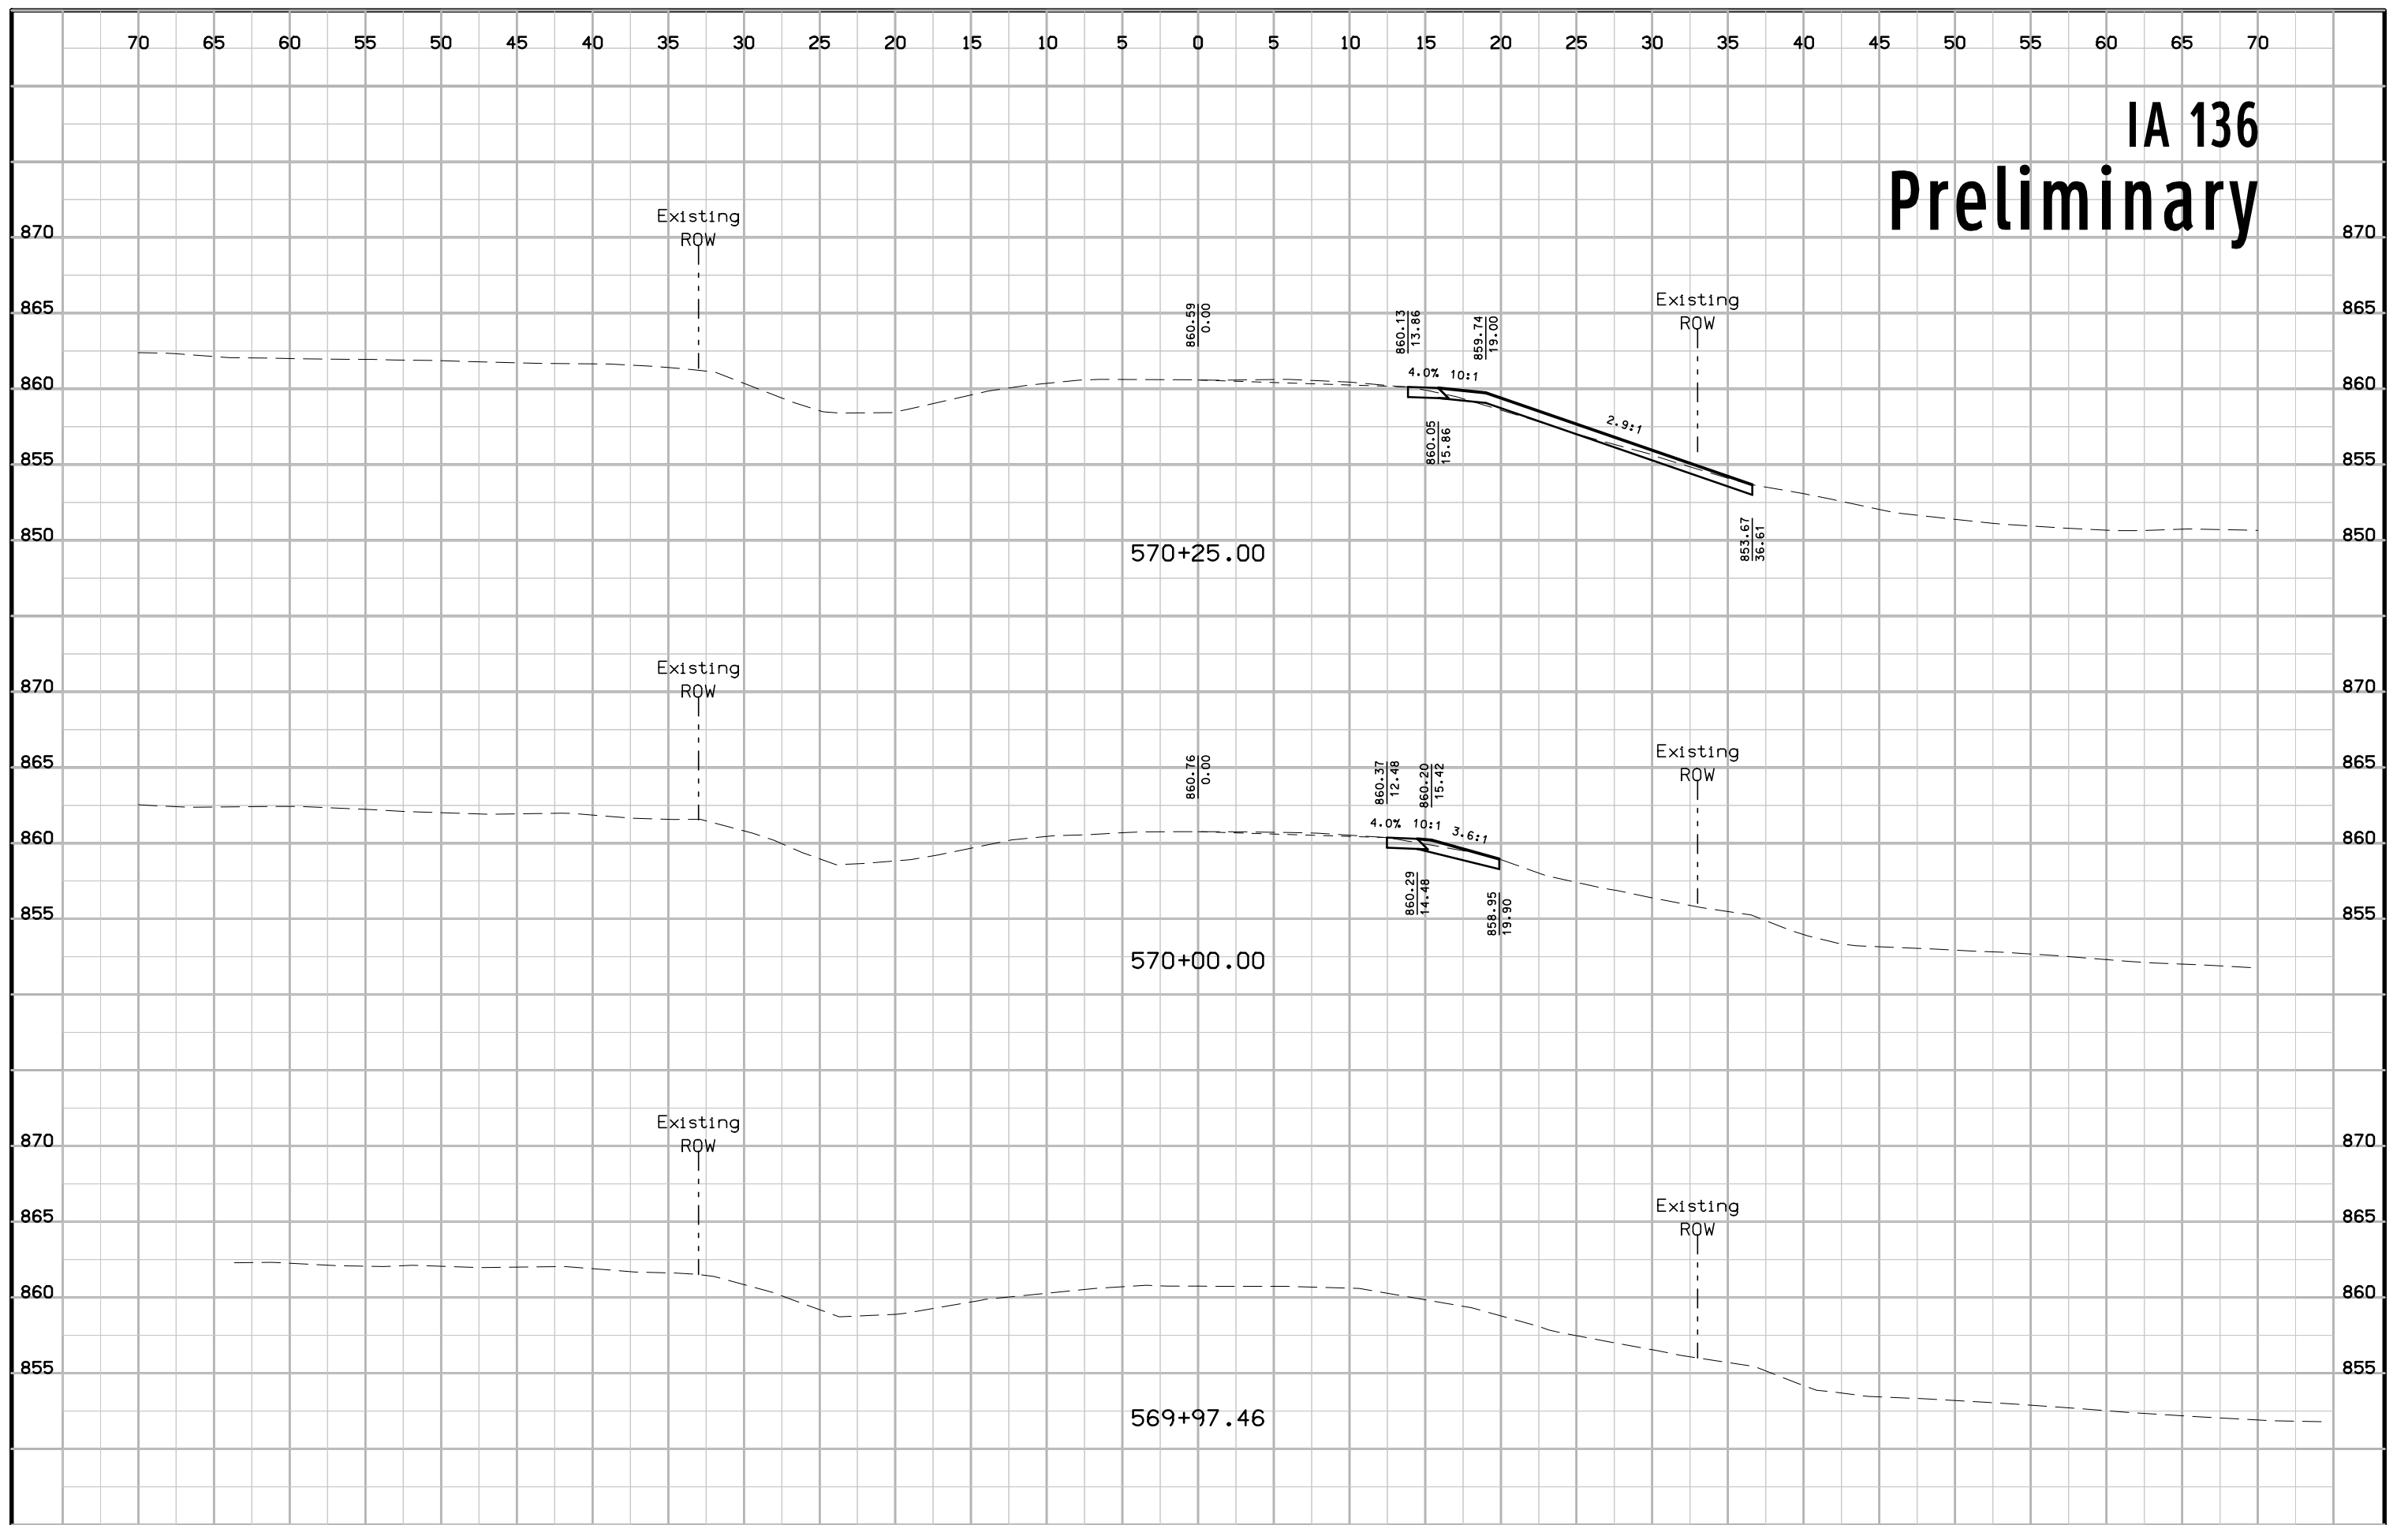 70 65 60 55 50 45 40 35 30 25 20 15 10 5 0 5 10 15 20 25 30 35 40 45 50 55 60 65 70
IA 136
Preliminary
Existing
ROW
870 870
865 865
860.59
0.00
860.13
13.86
859.74
19.00
Existing
ROW
860 860
4.0% 10:1
2.9:1
860.05
15.86
855 855
853.67
36.61
850 850
570+25.00
Existing
ROW
870 870
865 865
860.76
0.00
860.37
12.48
860.20
15.42
Existing
ROW
4.0% 10:1 3.6:1
860 860
860.29
14.48
858.95
19.90
855 855
570+00.00
Existing
ROW
870 870
865 865
Existing
ROW
860 860
855 855
569+97.46